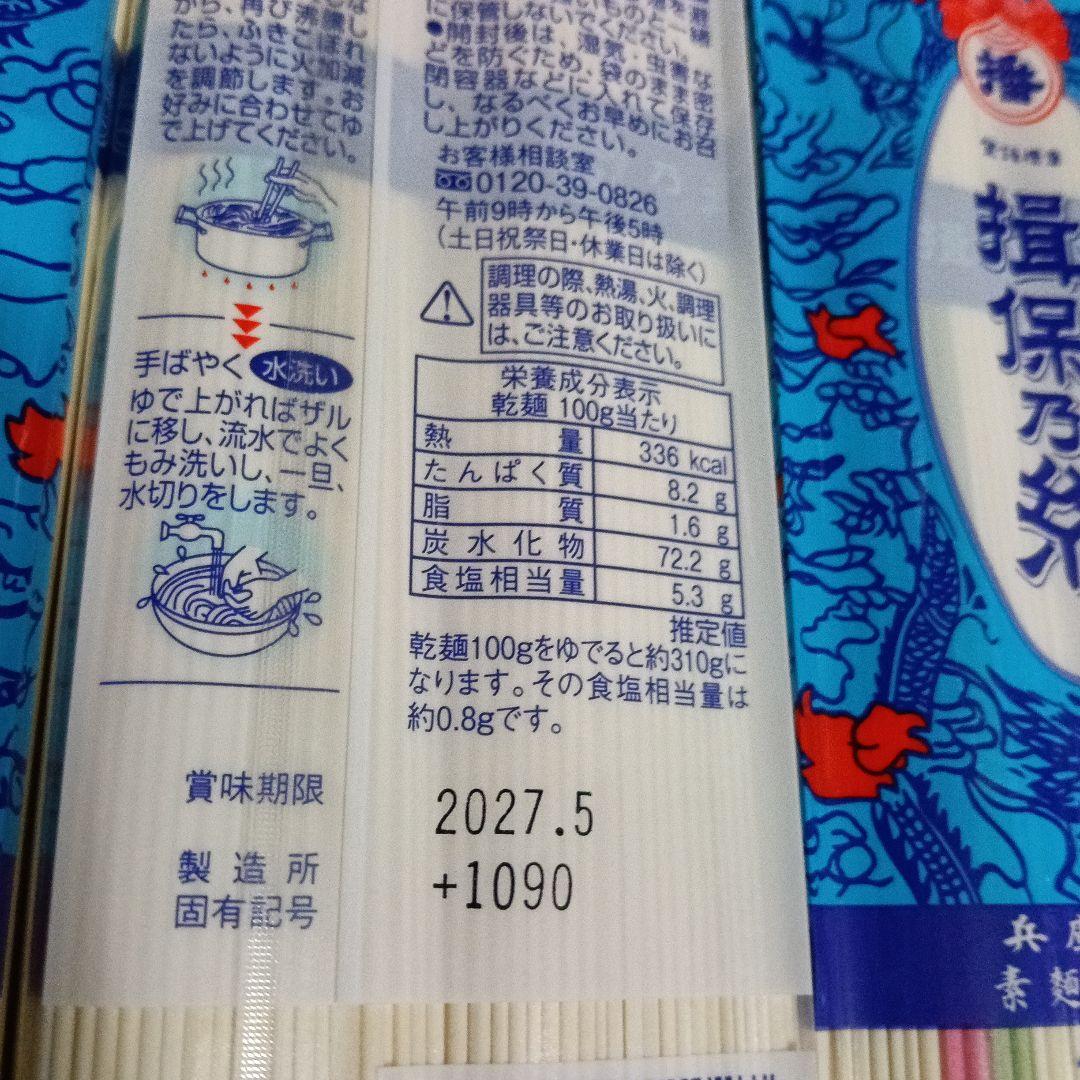 び沸
から、再
たら、ふきこぼれ
ないように火加減
を調節します。お
好みに合わせてゆ
で上げてください。
手ばやく 水洗い
ゆで上がればザル
に移し、流水でよく
もみ洗いし、一旦、
水切りをします。
賞味期限
製造所
固有記号
に保管しないでください。
●開封後は、湿気・虫害な
どを防ぐため、袋のまま密
閉容器などに入れて保存
し、なるべくお早めにお召
し上がりください。
お客様相談室
0120-39-0826
午前9時から午後5時
(土日祝祭日・休業日は除く)
調理の際、熱湯、火、調理
器具等のお取り扱いに
は、ご注意ください。
栄養成分表示
乾麺 100g当たり
熱量 336 kcal
たんぱく質 8.2 g
脂質 1.6 g
炭水化物 72.2 g
食塩相当量 5.3 g
推定値
乾麺100gをゆでると約310gに
なります。その食塩相当量は
約0.8gです。
2027.5
+1090
揖保乃糸
兵
素麺